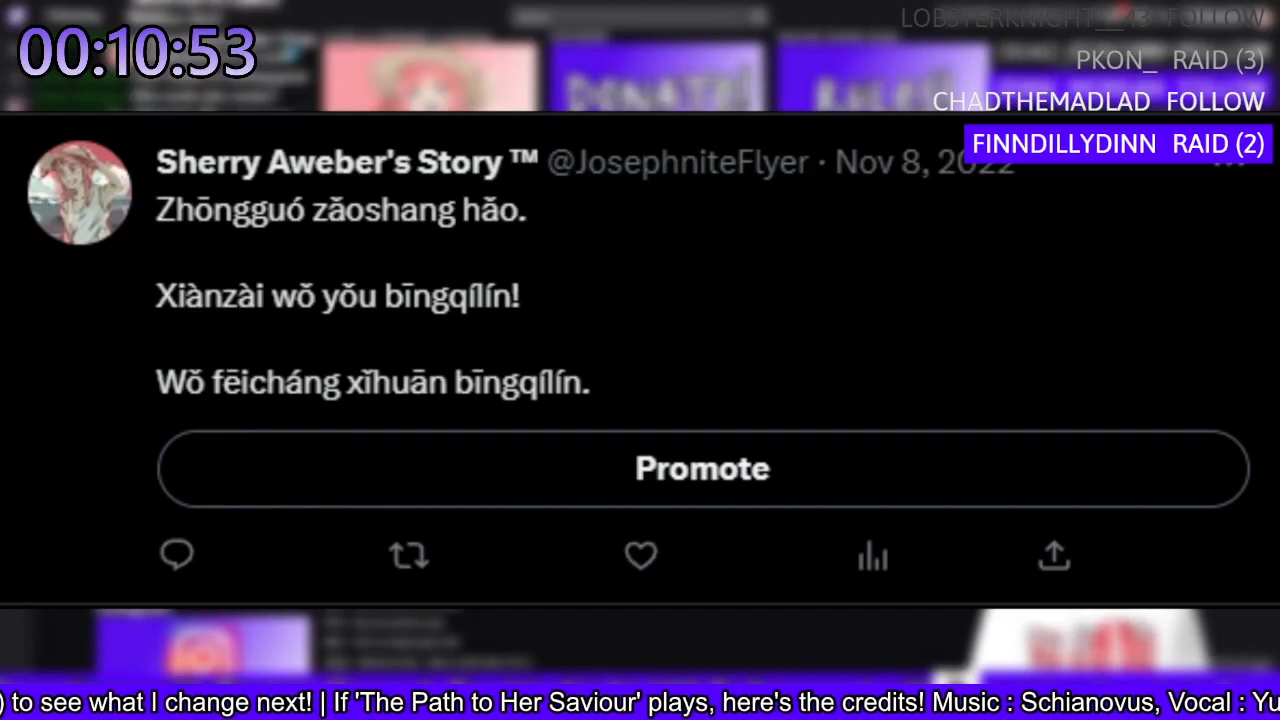 00:10:53
LOBSTERKNIGHT__43 FOLLOW
PKON_ RAID (3)
CHADTHEMADLAD FOLLOW
FINNDILLYDINN RAID (2)
DONATE!
RULES
Sherry Aweber's Story ™ @JosephniteFlyer · Nov 8, 2022
Zhōngguó zǎoshang hǎo.
Xiànzài wǒ yǒu bīngqílín!
Wǒ fēicháng xǐhuān bīngqílín.
Promote
) to see what I change next! | If 'The Path to Her Saviour' plays, here's the credits! Music : Schianovus, Vocal : Yu